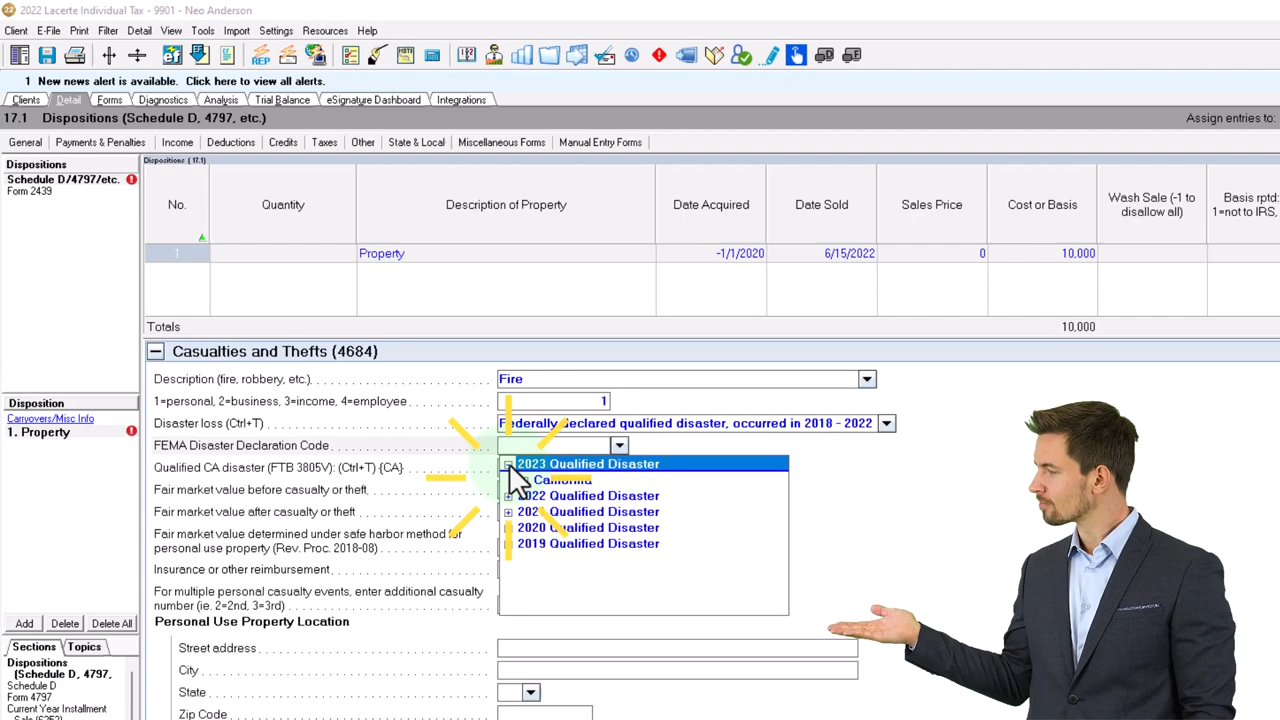 2022 Lacerte Individual Tax - 9901 - Neo Anderson
Client E-File Print Filter Detail View Tools Import Settings Resources Help
1 New news alert is available. Click here to view all alerts.
Clients Detail Forms Diagnostics Analysis Trial Balance eSignature Dashboard Integrations
17.1 Dispositions (Schedule D, 4797, etc.) Assign entries to:
General Payments & Penalties Income Deductions Credits Taxes Other State & Local Miscellaneous Forms Manual Entry Forms
Dispositions
Schedule D/4797/etc.
Form 2439
Dispositions (17.1)
No. Quantity Description of Property Date Acquired Date Sold Sales Price Cost or Basis Wash Sale (-1 to disallow all) Basis rptd: 1=not to IRS,
1 Property -1/1/2020 6/15/2022 0 10,000
Totals 10,000
Casualties and Thefts (4684)
Description (fire, robbery, etc.) Fire
1=personal, 2=business, 3=income, 4=employee 1
Disaster loss (Ctrl+T) Federally declared qualified disaster, occurred in 2018 - 2022
FEMA Disaster Declaration Code
2023 Qualified Disaster
California
2022 Qualified Disaster
Qualified Disaster
2020 Qualified Disaster
2019 Qualified Disaster
Qualified CA disaster (FTB 3805V): (Ctrl+T) {CA}
Fair market value before casualty or theft
Fair market value after casualty or theft
Fair market value determined under safe harbor method for
personal use property (Rev. Proc. 2018-08)
Insurance or other reimbursement
For multiple personal casualty events, enter additional casualty
number (ie. 2=2nd, 3=3rd)
Personal Use Property Location
Street address
City
State
Zip Code
Disposition
Carryovers/Misc Info
1. Property
Add Delete Delete All
Sections Topics
Dispositions
(Schedule D, 4797,
Schedule D
Form 4797
Current Year Installment
Sale (6252)